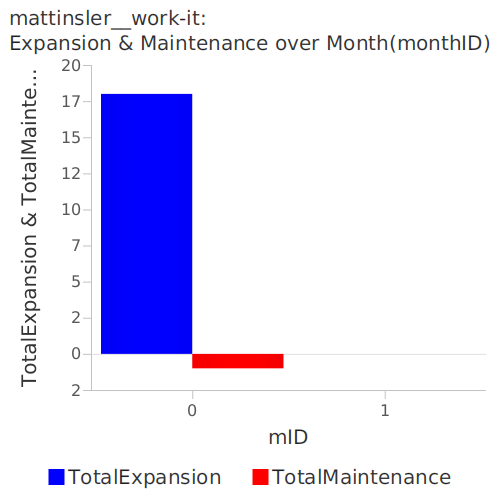 mattinsler__work-it:
Expansion & Maintenance over Month(monthID)
TotalExpansion & TotalMainte...
20
17
15
12
10
7
5
2
0
2
0 1
mID
TotalExpansion TotalMaintenance